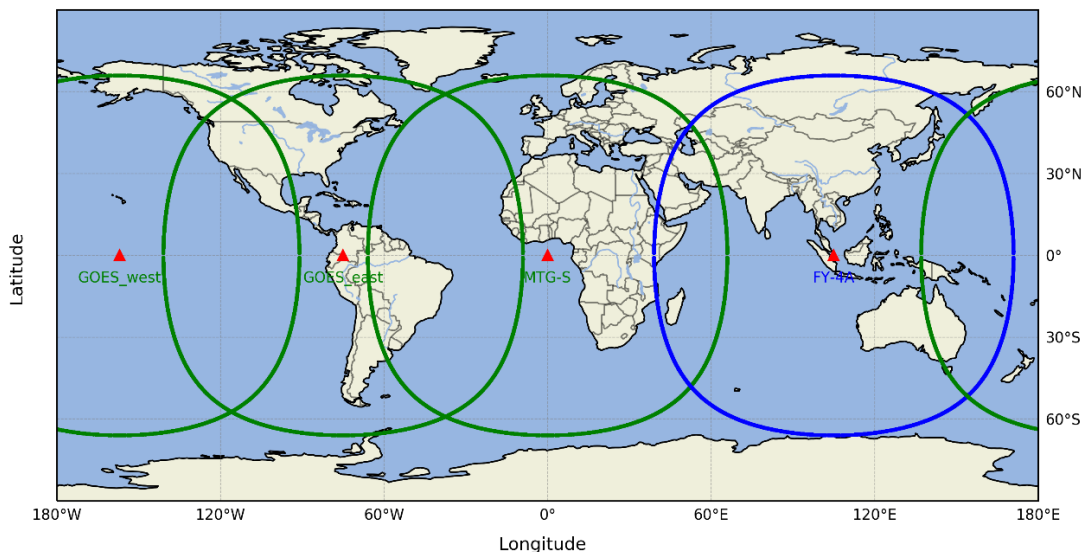 Latitude
60°N
30°N
0°
30°S
60°S
GOES_west
GOES_east
MTG-S
FY-4A
180°W
120°W
60°W
0°
60°E
120°E
180°E
Longitude